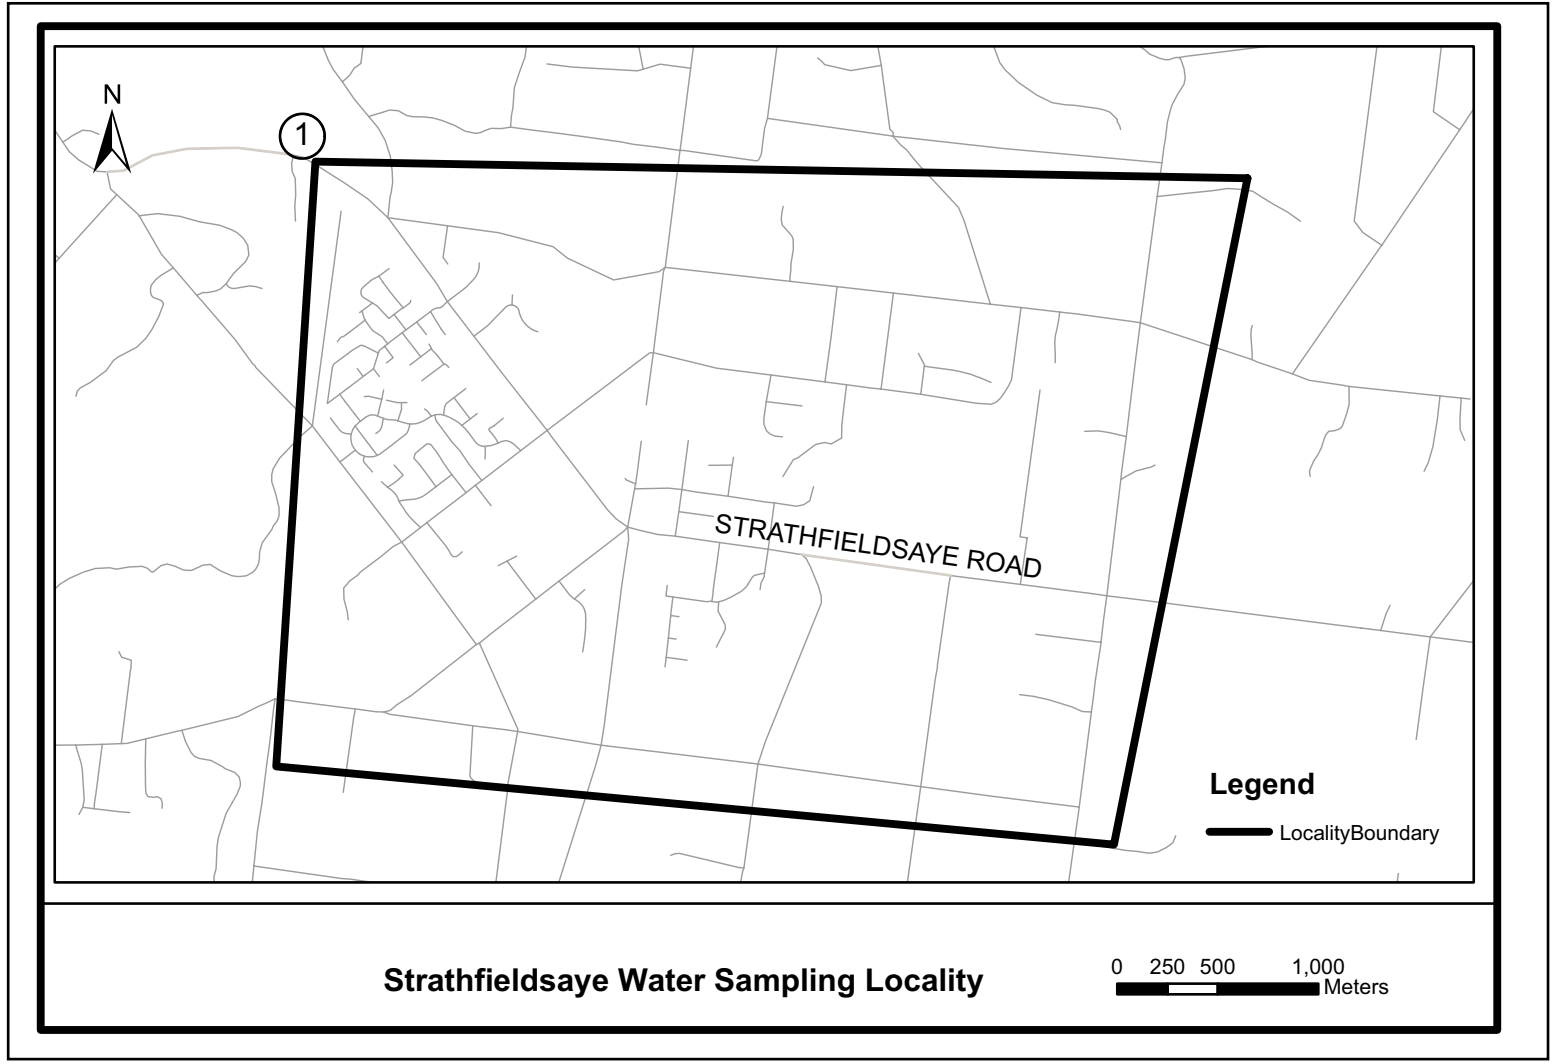 N
1
STRATHFIELDSAYE ROAD
Legend
LocalityBoundary
Strathfieldsaye Water Sampling Locality
0 250 500 1,000
Meters